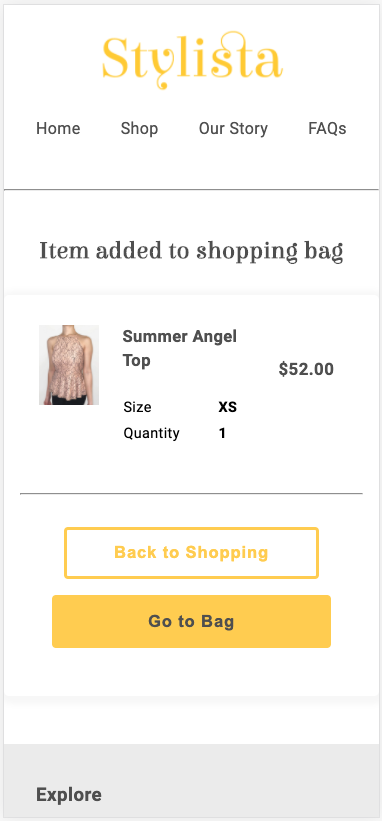 Stylista
Home Shop Our Story FAQs
Item added to shopping bag
Summer Angel
Top
$52.00
Size XS
Quantity 1
Back to Shopping
Go to Bag
Explore